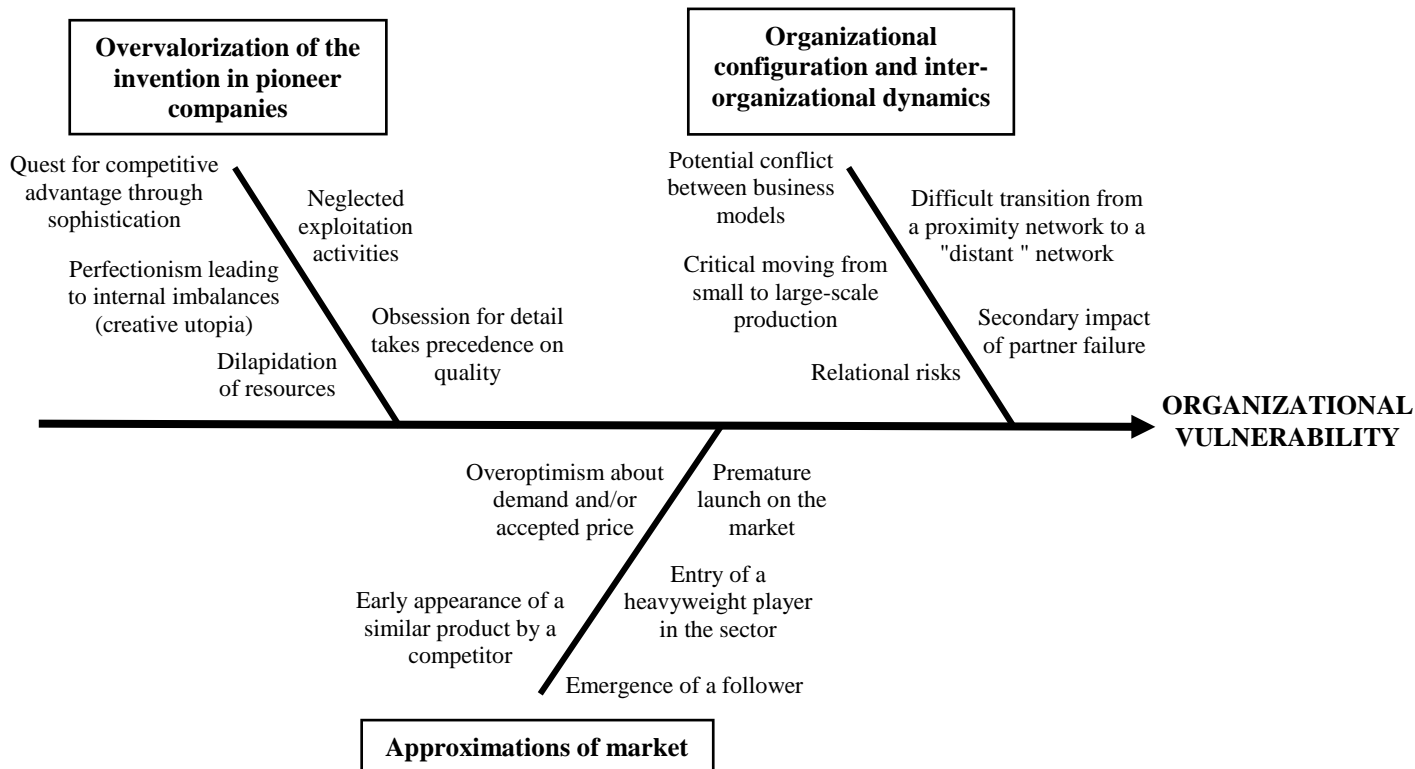 Overvalorization of the
invention in pioneer
companies
Organizational
configuration and inter-
organizational dynamics
Quest for competitive
advantage through
sophistication
Neglected
exploitation
activities
Perfectionism leading
to internal imbalances
(creative utopia)
Obsession for detail
takes precedence on
quality
Dilapidation
of resources
Potential conflict
between business
models
Difficult transition from
a proximity network to a
"distant " network
Critical moving from
small to large-scale
production
Secondary impact
of partner failure
Relational risks
ORGANIZATIONAL
VULNERABILITY
Overoptimism about
demand and/or
accepted price
Premature
launch on the
market
Entry of a
heavyweight player
in the sector
Early appearance of a
similar product by a
competitor
Emergence of a follower
Approximations of market